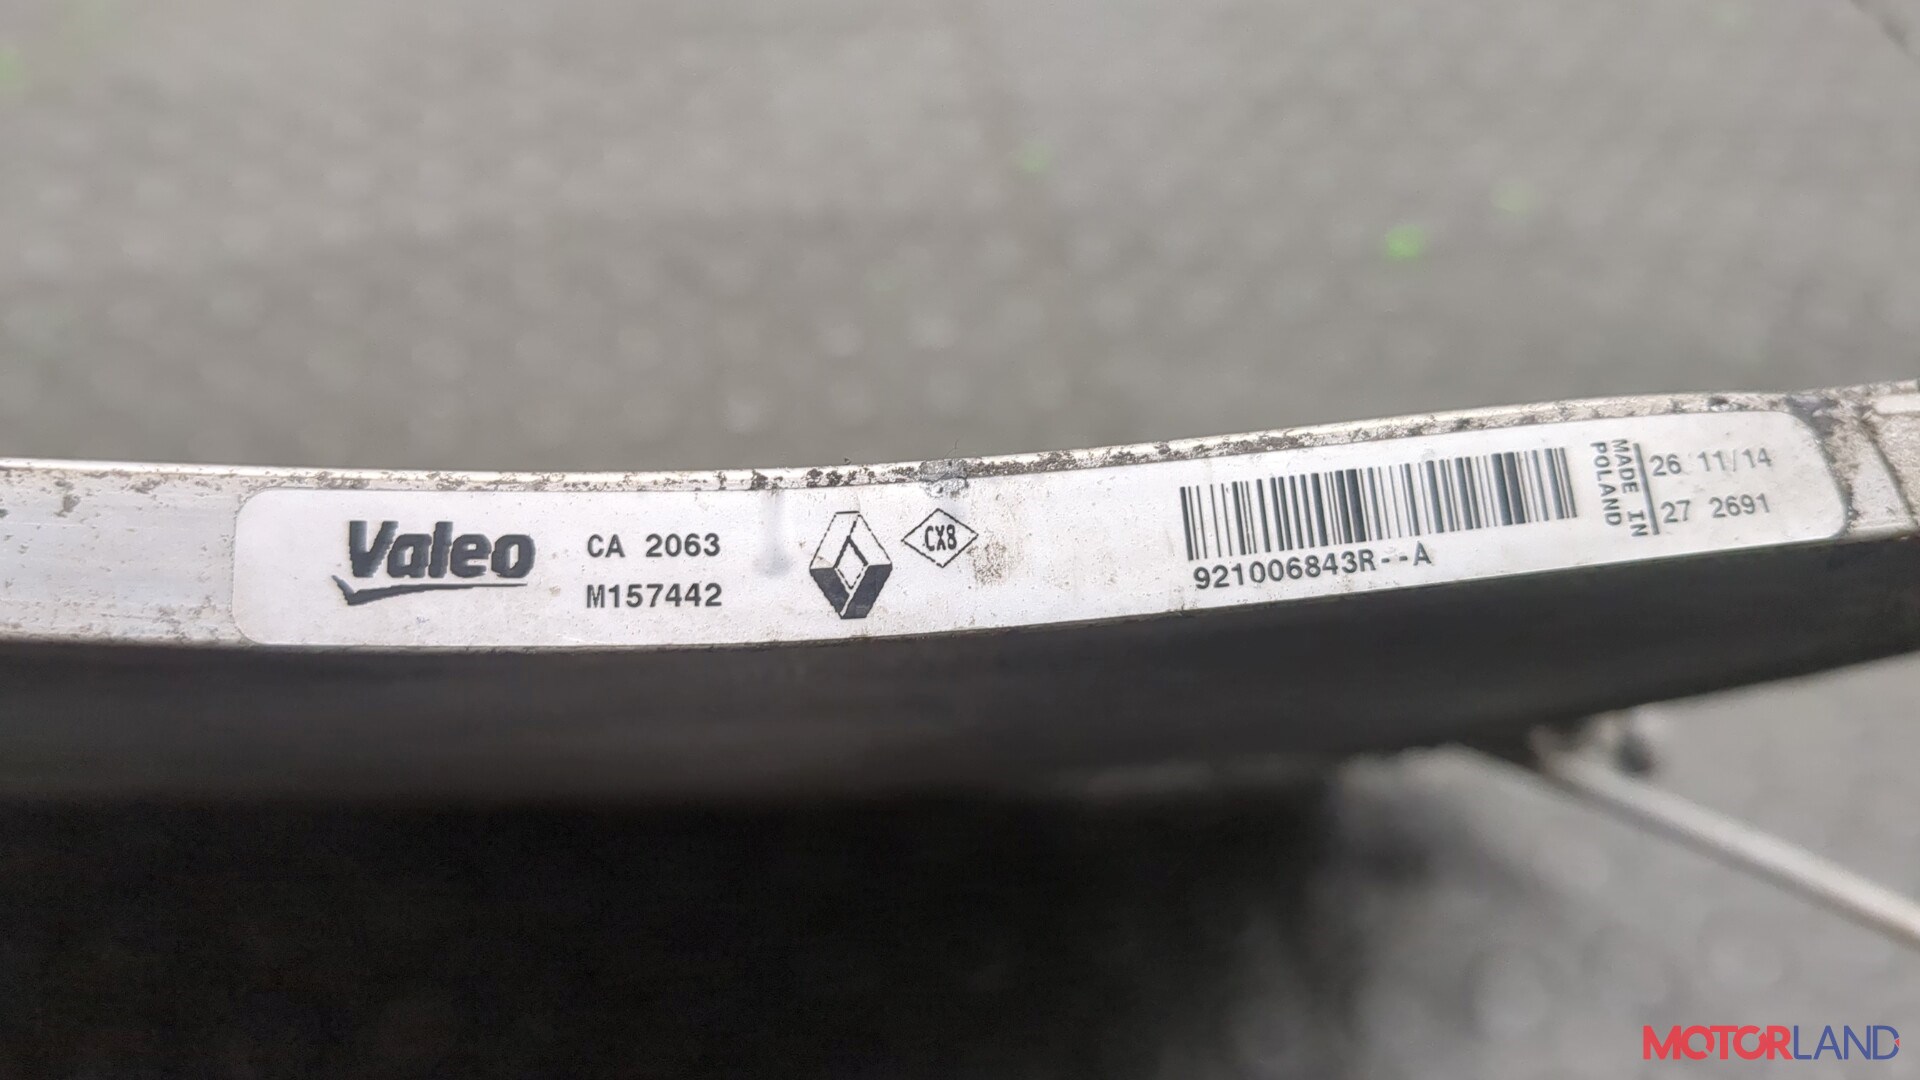 Valeo
CA 2063
M157442
CX8
921006843R--A
MADE IN
POLAND
26 11/14
27 2691
MOTORLAND